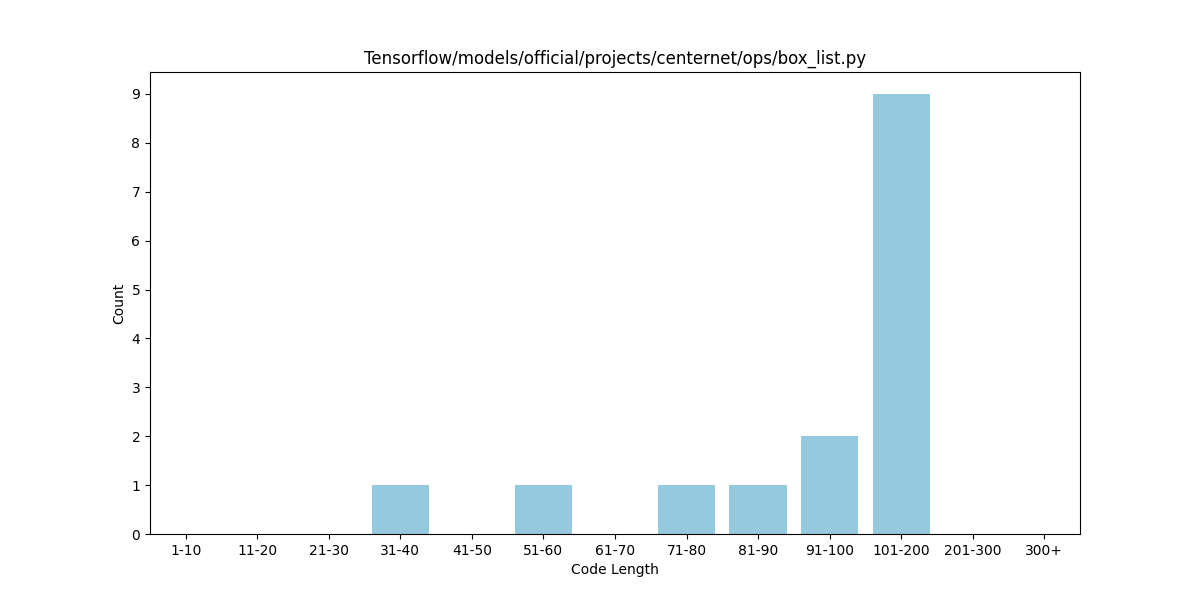 Tensorflow/models/official/projects/centernet/ops/box_list.py
9
8
7
6
5
4
3
2
1
0
Count
1-10 11-20 21-30 31-40 41-50 51-60 61-70 71-80 81-90 91-100 101-200 201-300 300+
Code Length